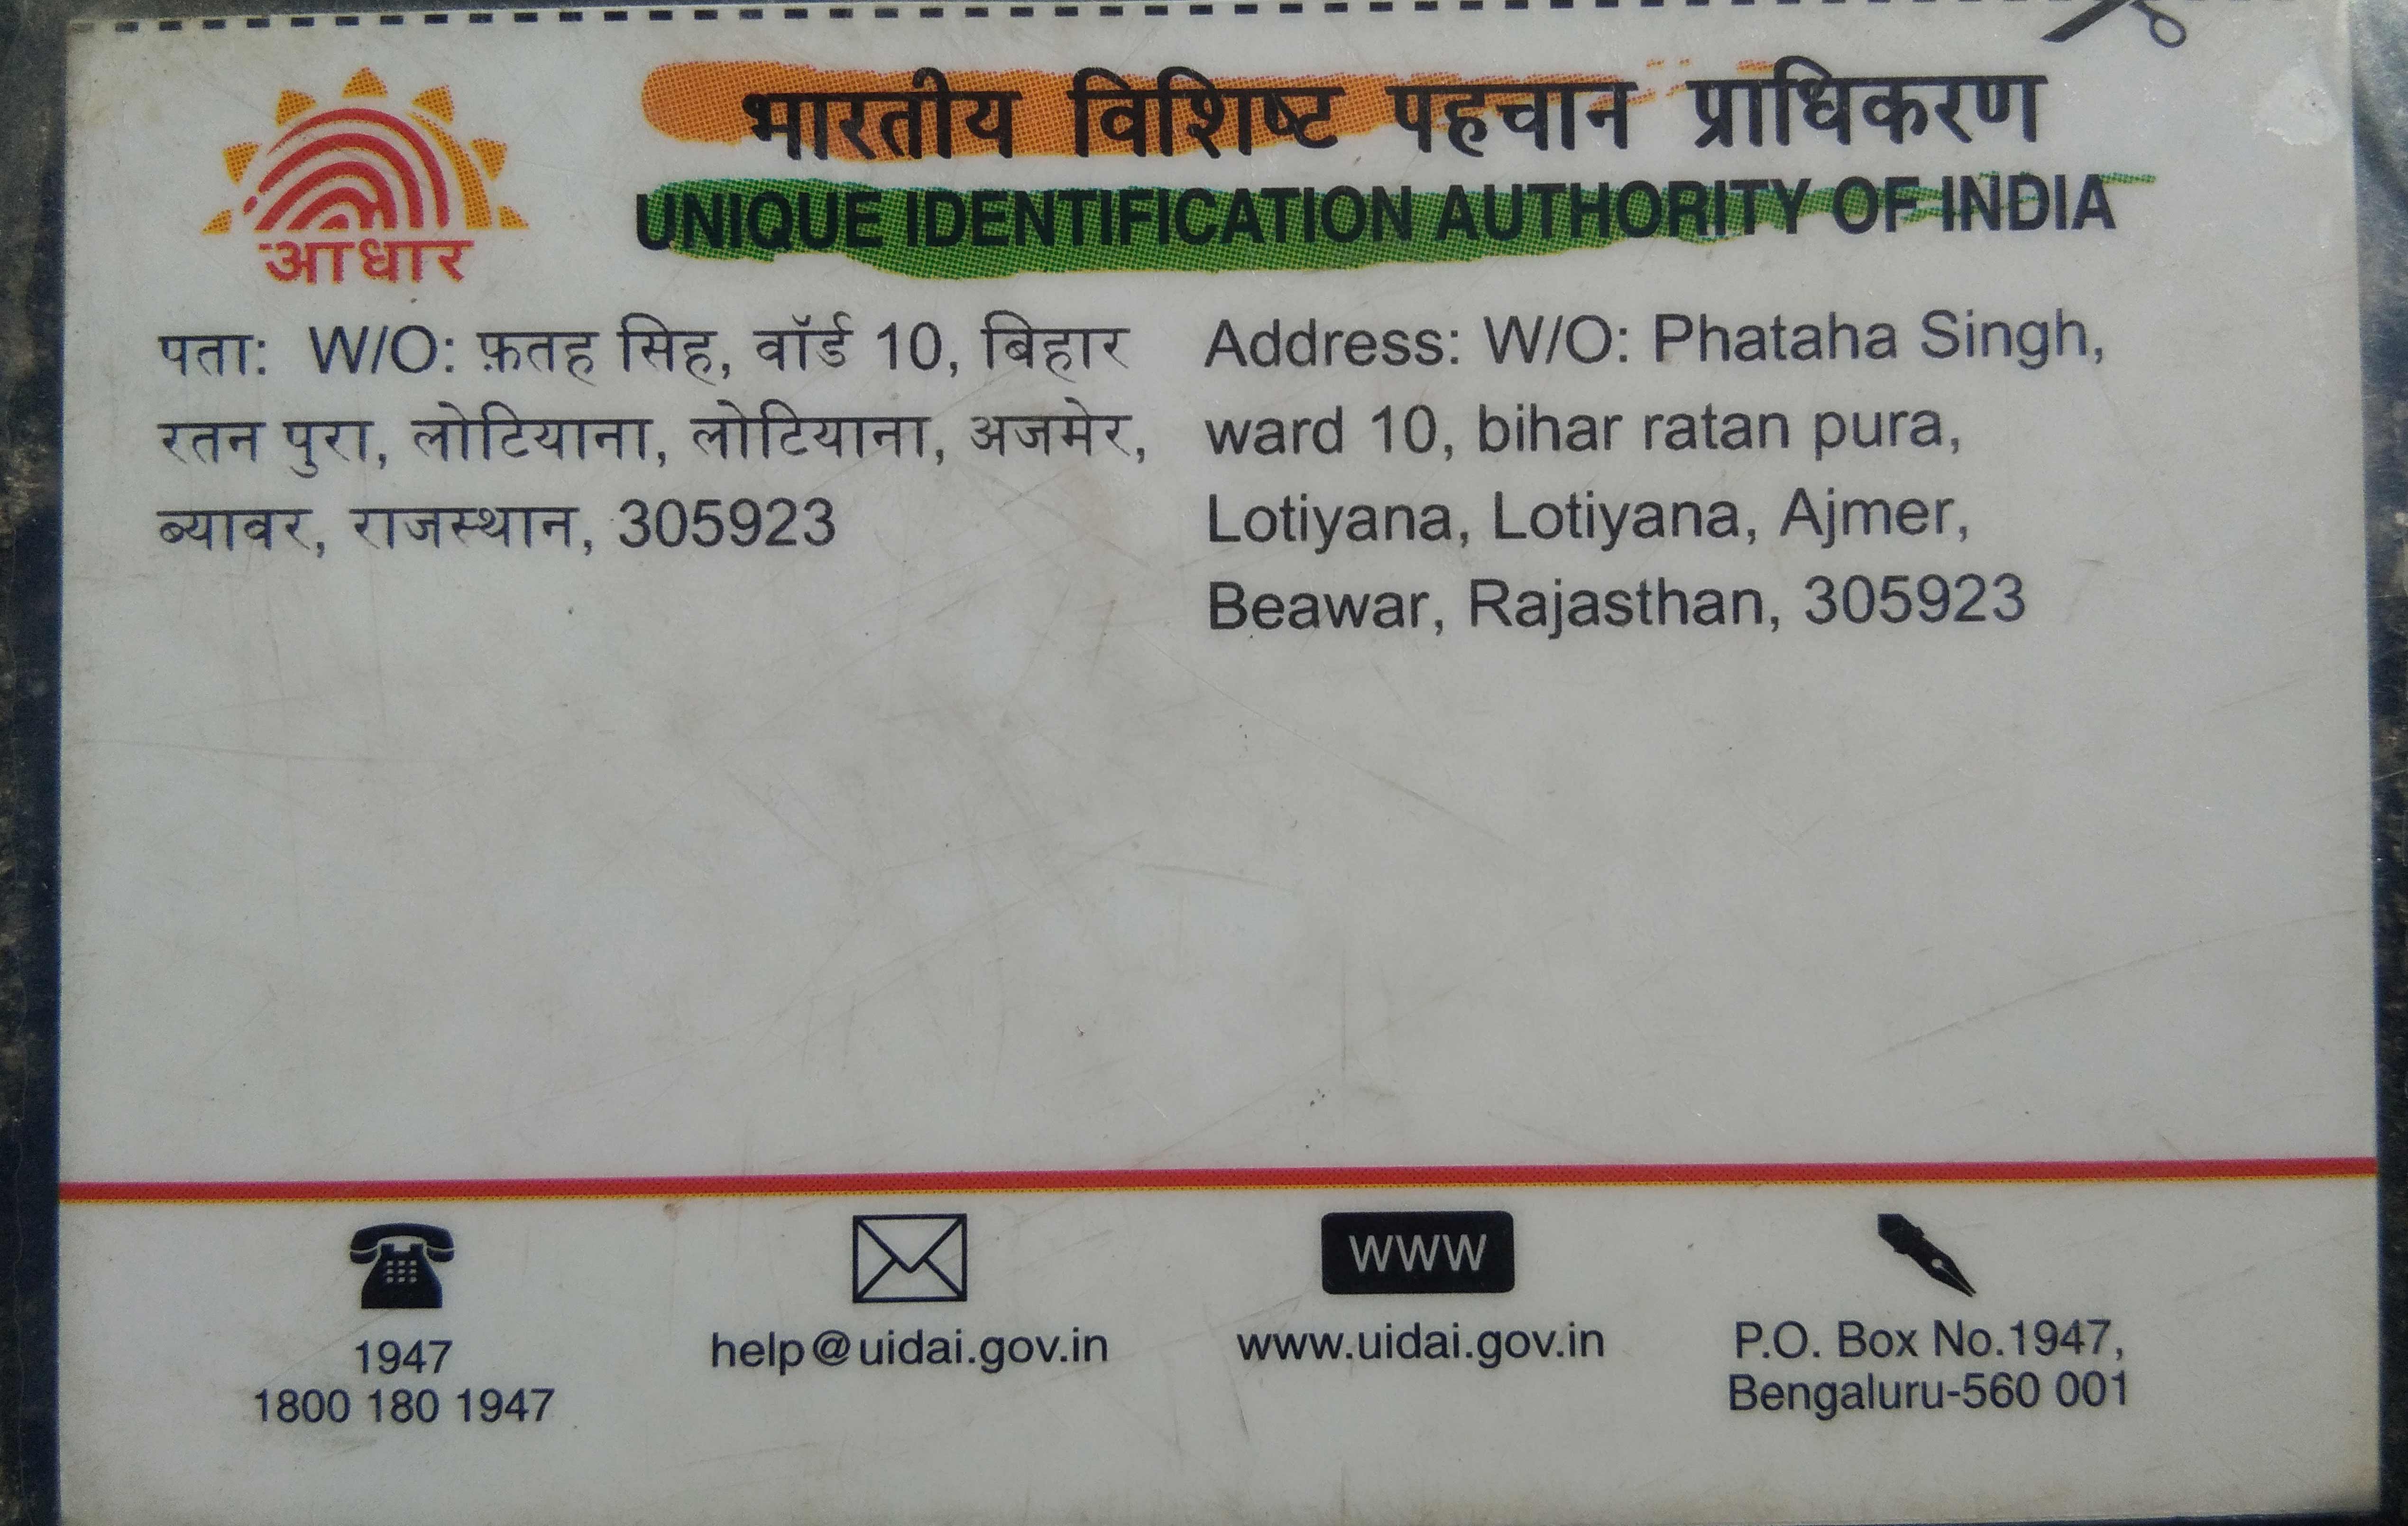 भारतीय विशिष्ट पहचान प्राधिकरण
UNIQUE IDENTIFICATION AUTHORITY OF INDIA
आधार
पता: W/O: फ़तह सिह, वॉर्ड 10, बिहार
रतन पुरा, लोटियाना, लोटियाना, अजमेर,
ब्यावर, राजस्थान, 305923
Address: W/O: Phataha Singh,
ward 10, bihar ratan pura,
Lotiyana, Lotiyana, Ajmer,
Beawar, Rajasthan, 305923
1947
1800 180 1947
help@uidai.gov.in
www
www.uidai.gov.in
P.O. Box No.1947,
Bengaluru-560 001